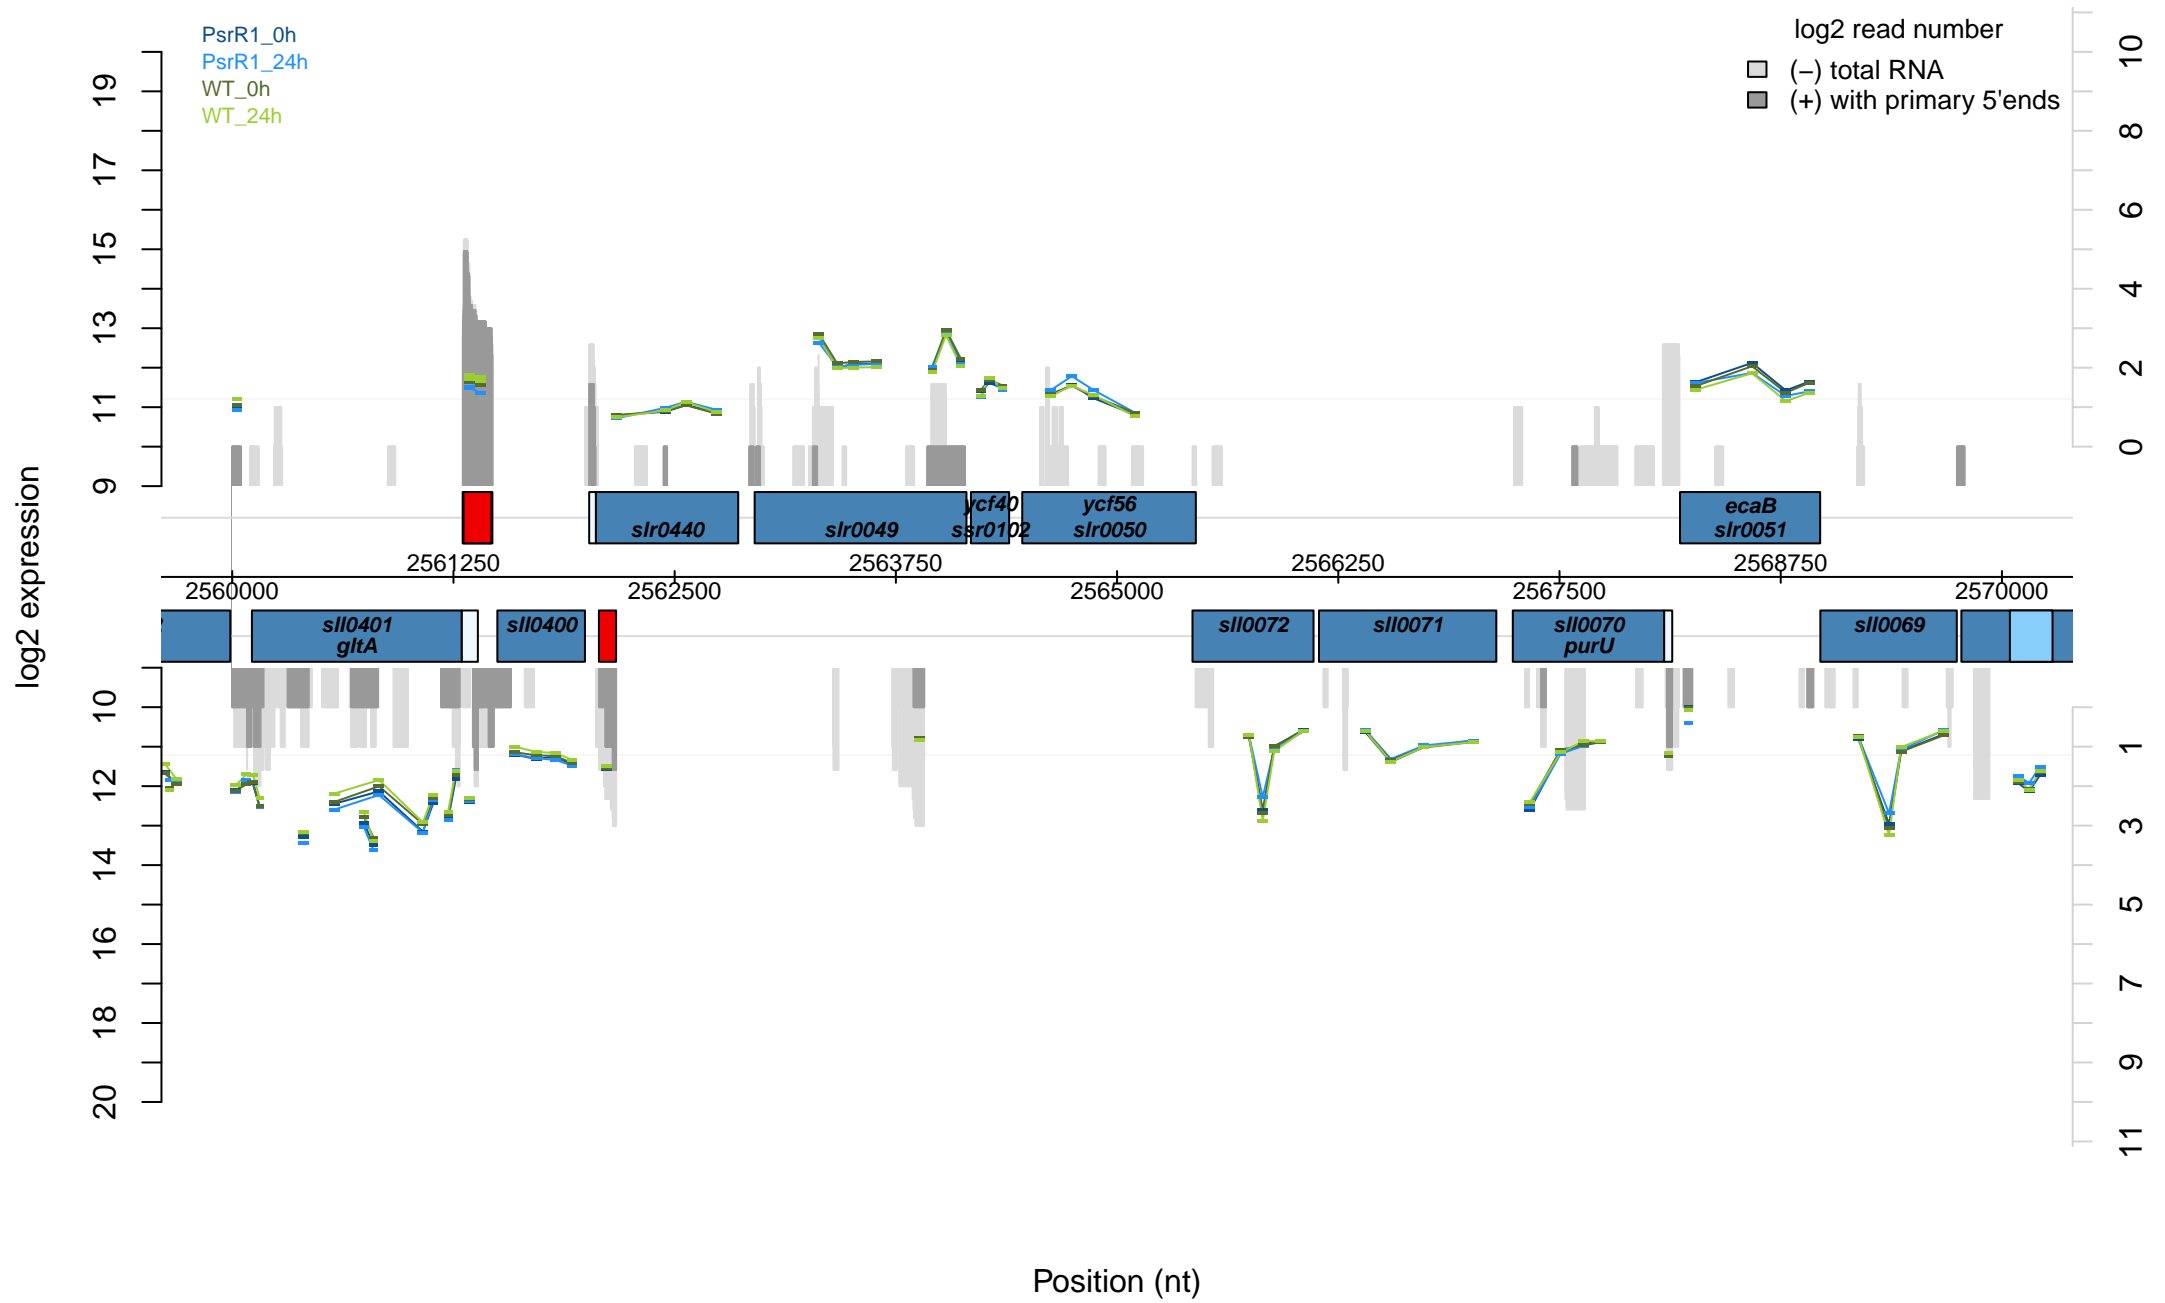 PsrR1_0h
PsrR1_24h
WT_0h
WT_24h
log2 read number
(−) total RNA
(+) with primary 5'ends
19
17
15
13
11
9
10
8
6
4
2
0
log2 expression
ycf40
ycf56
ecaB
slr0440
slr0049
ssr0102
slr0050
slr0051
2561250
2563750
2566250
2568750
2560000
2562500
2565000
2567500
2570000
sll0401
sll0400
sll0072
sll0071
sll0070
sll0069
gltA
purU
10
12
14
16
18
20
1
3
5
7
9
11
Position (nt)